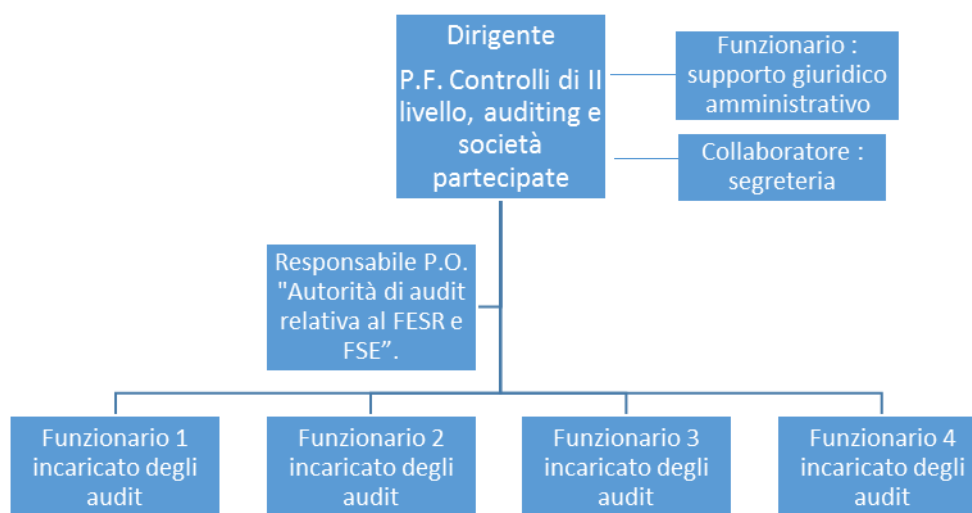 Dirigente
P.F. Controlli di II
livello, auditing e
società
partecipate
Funzionario :
supporto giuridico
amministrativo
Collaboratore :
segreteria
Responsabile P.O.
"Autorità di audit
relativa al FESR e
FSE”.
Funzionario 1
incaricato degli
audit
Funzionario 2
incaricato degli
audit
Funzionario 3
incaricato degli
audit
Funzionario 4
incaricato degli
audit